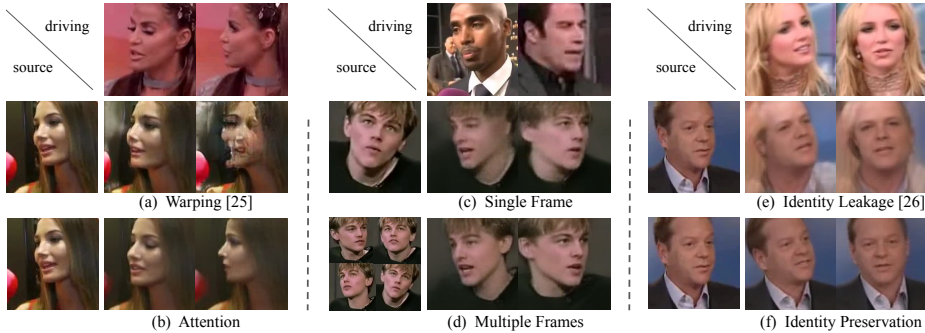 driving
source
driving
source
driving
source
(a) Warping [25]
(c) Single Frame
(e) Identity Leakage [26]
(b) Attention
(d) Multiple Frames
(f) Identity Preservation